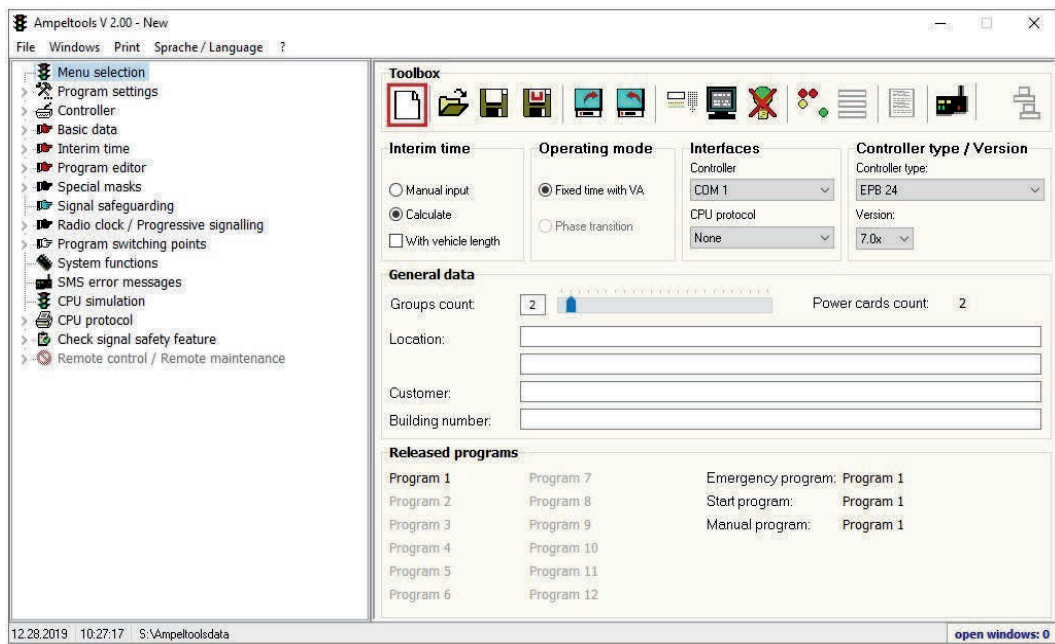 Ampeltools V 2.00 - New
File Windows Print Sprache / Language ?
Menu selection
Program settings
Controller
Basic data
Interim time
Program editor
Special masks
Signal safeguarding
Radio clock / Progressive signalling
Program switching points
System functions
SMS error messages
CPU simulation
CPU protocol
Check signal safety feature
Remote control / Remote maintenance
Toolbox
Interim time
Manual input
Calculate
With vehicle length
Operating mode
Fixed time with VA
Phase transition
Interfaces
Controller
COM 1
CPU protocol
None
Controller type / Version
Controller type:
EPB 24
Version:
7.0x
General data
Groups count: 2 Power cards count: 2
Location:
Customer:
Building number:
Released programs
Program 1
Program 2
Program 3
Program 4
Program 5
Program 6
Program 7
Program 8
Program 9
Program 10
Program 11
Program 12
Emergency program: Program 1
Start program: Program 1
Manual program: Program 1
12.28.2019 10:27:17 S:\Ampeltoolsdata open windows: 0